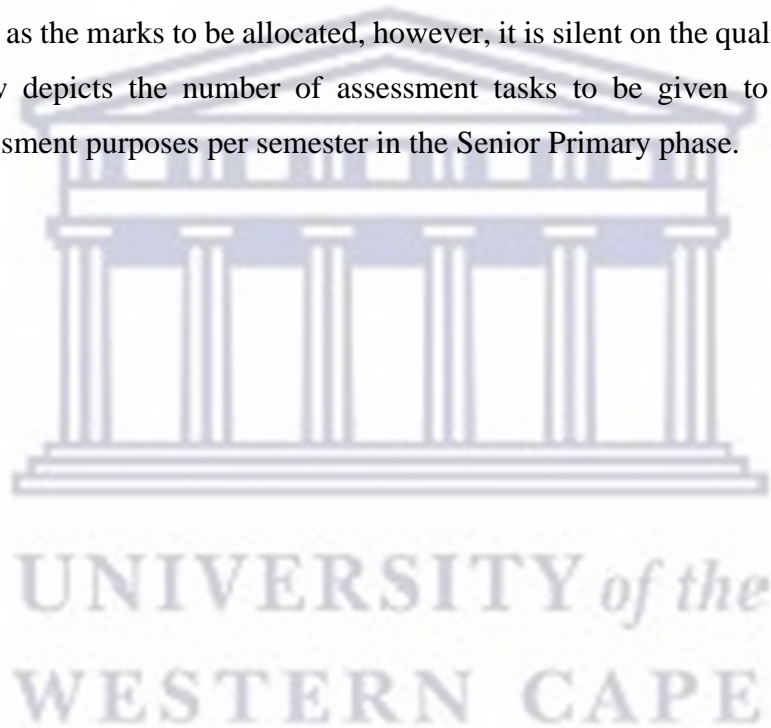 as the marks to be allocated, however, it is silent on the qual
depicts the number of assessment tasks to be given to
sment purposes per semester in the Senior Primary phase.
UNIVERSITY of the
WESTERN CAPE